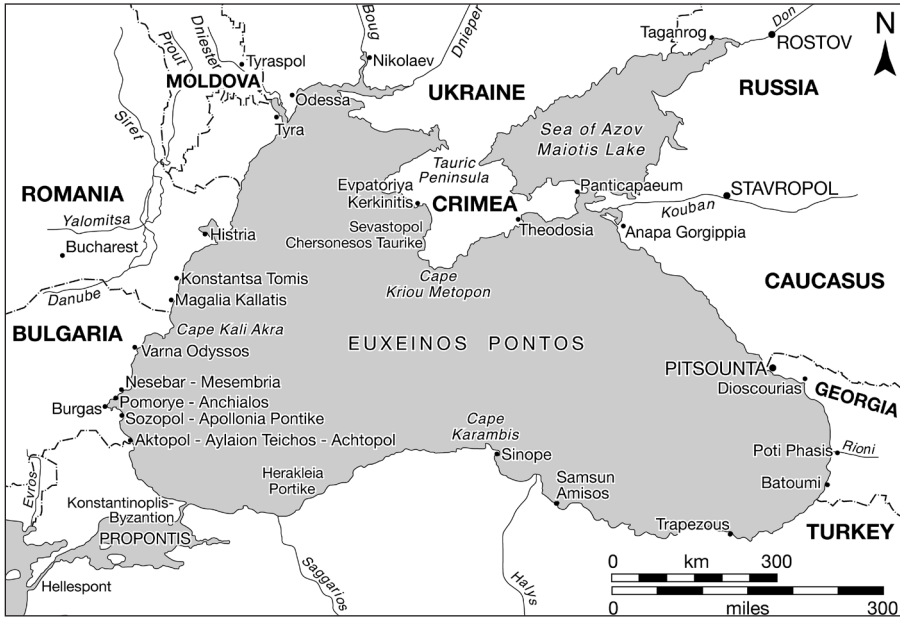 Taganrog
Don
N
ROSTOV
Boug
Dnieper
Dniester
Prout
Tyraspol
Nikolaev
MOLDOVA
UKRAINE
RUSSIA
Odessa
Siret
Tyra
Sea of Azov
Maiotis Lake
Tauric
Peninsula
ROMANIA
Evpatoriya
Kerkinitis
CRIMEA
Panticapaeum
STAVROPOL
Kouban
Yalomitsa
Bucharest
Histria
Sevastopol
Chersonesos Taurike
Theodosia
Anapa Gorgippia
Konstantsa Tomis
Cape
Kriou Metopon
CAUCASUS
Danube
Magalia Kallatis
BULGARIA
Cape Kali Akra
EUXEINOS PONTOS
Varna Odyssos
PITSOUNTA
Dioscourias
GEORGIA
Nesebar - Mesembria
Pomorye - Anchialos
Burgas
Sozopol - Apollonia Pontike
Aktopol - Aylaion Teichos - Achtopol
Cape
Karambis
Sinope
Poti Phasis
Rioni
Evros
Herakleia
Portike
Samsun
Amisos
Batoumi
Konstantinoplis-
Byzantion
PROPONTIS
Trapezous
TURKEY
Hellespont
Saggarios
Halys
0 km 300
0 miles 300